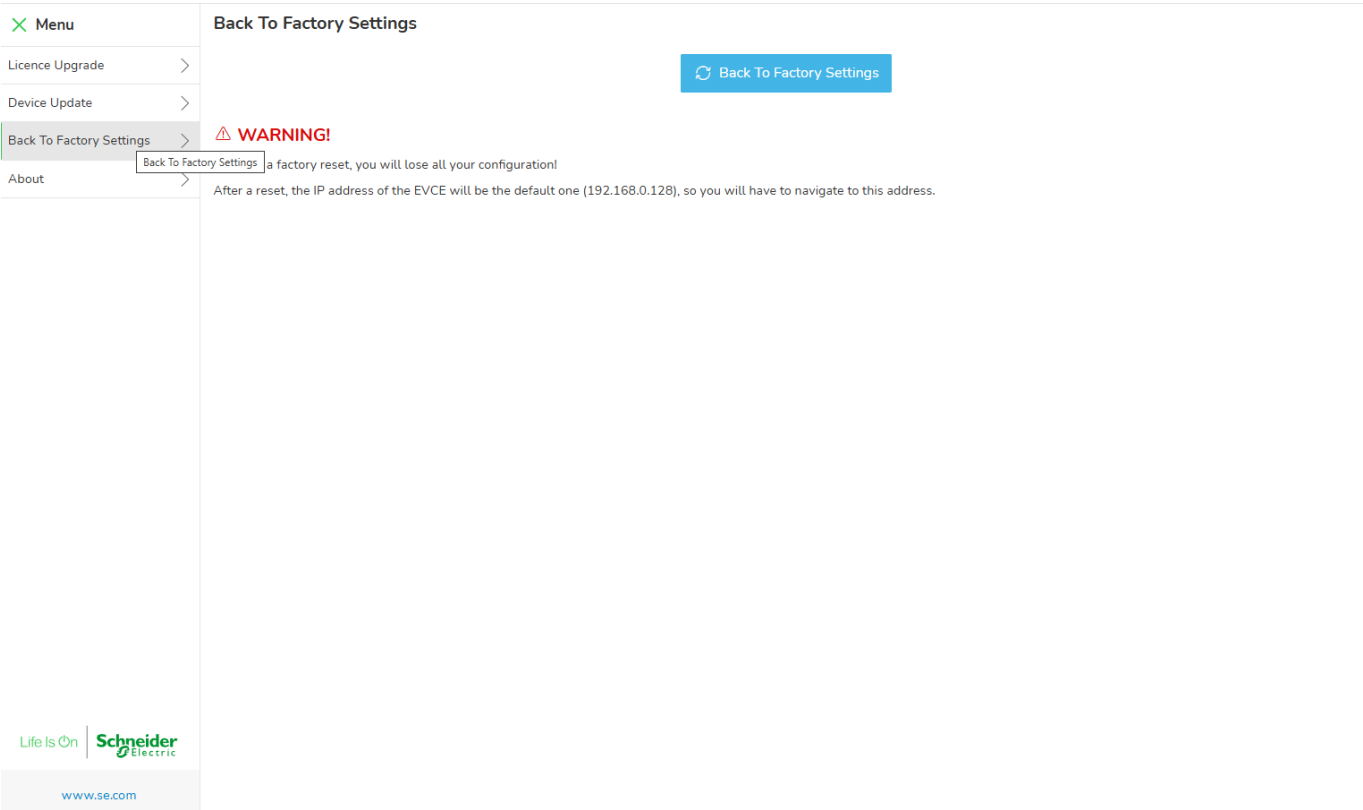 Menu
Licence Upgrade
Device Update
Back To Factory Settings
About
Back To Factory Settings
Back To Factory Settings
Back To Factory Settings
WARNING!
a factory reset, you will lose all your configuration!
After a reset, the IP address of the EVCE will be the default one (192.168.0.128), so you will have to navigate to this address.
Life Is On
Schneider
Electric
www.se.com